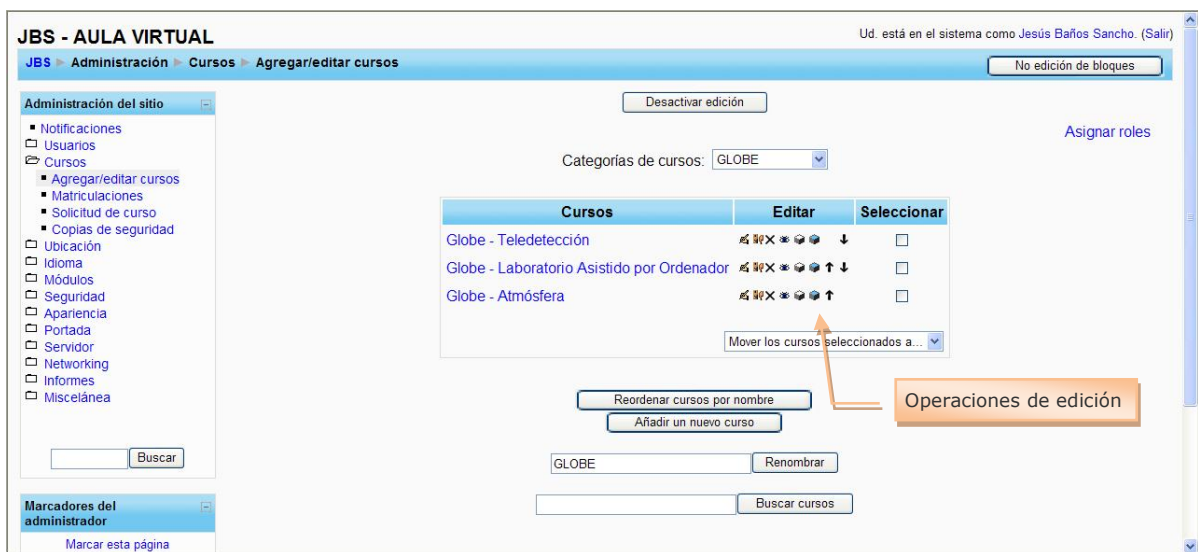 JBS - AULA VIRTUAL
Ud. está en el sistema como Jesús Baños Sancho. (Salir)
JBS ► Administración ► Cursos ► Agregar/editar cursos
No edición de bloques
Administración del sitio
Notificaciones
Usuarios
Cursos
Agregar/editar cursos
Matriculaciones
Solicitud de curso
Copias de seguridad
Ubicación
Idioma
Módulos
Seguridad
Apariencia
Portada
Servidor
Networking
Informes
Miscelánea
Buscar
Marcadores del
administrador
Marcar esta página
Desactivar edición
Asignar roles
Categorías de cursos: GLOBE
Cursos Editar Seleccionar
Globe - Teledetección
Globe - Laboratorio Asistido por Ordenador
Globe - Atmósfera
Mover los cursos seleccionados a...
Operaciones de edición
Reordenar cursos por nombre
Añadir un nuevo curso
GLOBE Renombrar
Buscar cursos